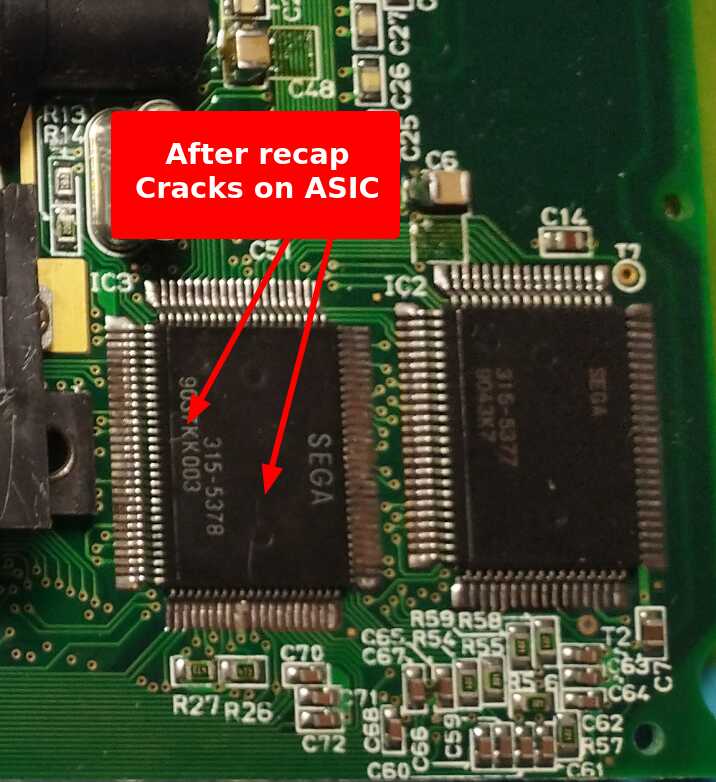 C48
C27
C26
C25
R13
R14
After recap
Cracks on ASIC
C6
C14
C51
T7
IC3
IC2
315-5378
SEGA
315-5377
9043K7
SEGA
R59
R58
C65
R54
C67
R55
T2
C63
C7
C70
C71
C64
R27
R26
C72
C68
C66
C59
C62
R57
C60
C61